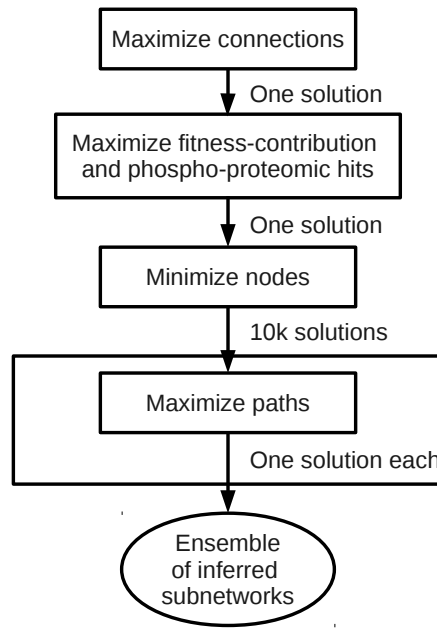 Maximize connections
One solution
Maximize fitness-contribution
and phospho-proteomic hits
One solution
Minimize nodes
10k solutions
Maximize paths
One solution each
Ensemble
of inferred
subnetworks